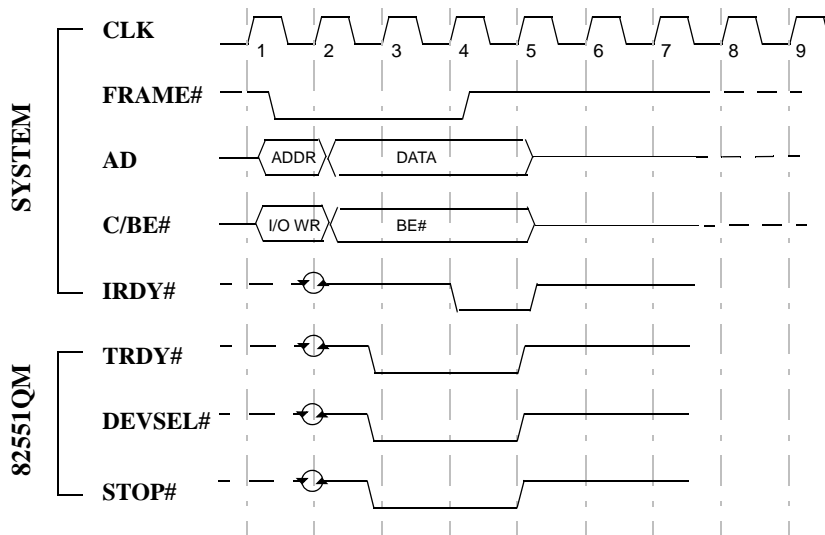 SYSTEM
CLK
1 2 3 4 5 6 7 8 9
FRAME#
AD
ADDR DATA
C/BE#
I/O WR BE#
IRDY#
82551QM
TRDY#
DEVSEL#
STOP#